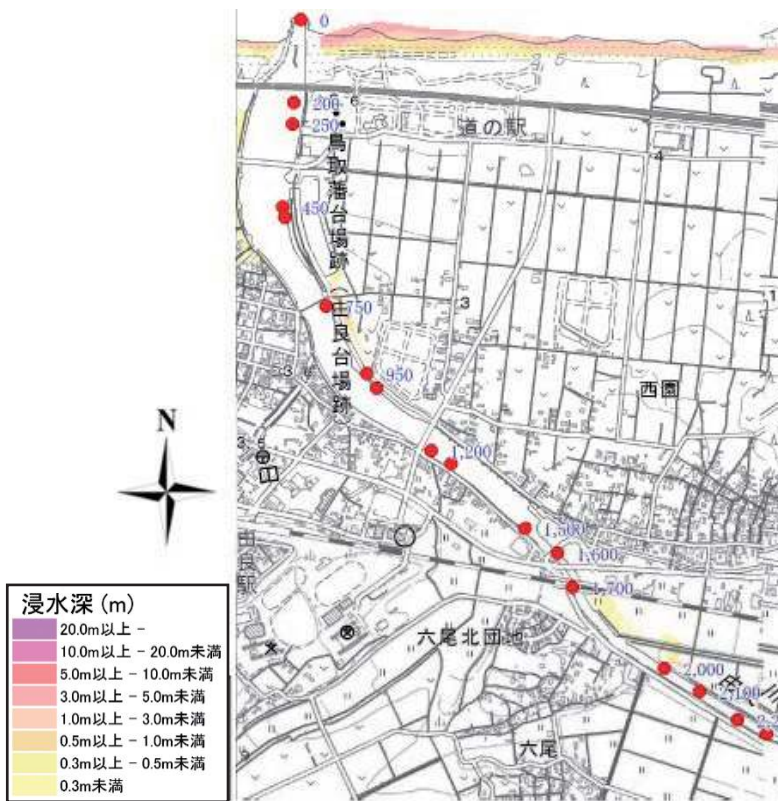 0
200
6
250
道の駅
鳥取藩台場跡
4
450
3
1
750
(由良台場跡)
950
西園
N
1,200
1,500
由良駅
1,600
1,700
六尾北団地
2,000
2,100
六尾
浸水深 (m)
20.0m以上 -
10.0m以上 - 20.0m未満
5.0m以上 - 10.0m未満
3.0m以上 - 5.0m未満
1.0m以上 - 3.0m未満
0.5m以上 - 1.0m未満
0.3m以上 - 0.5m未満
0.3m未満